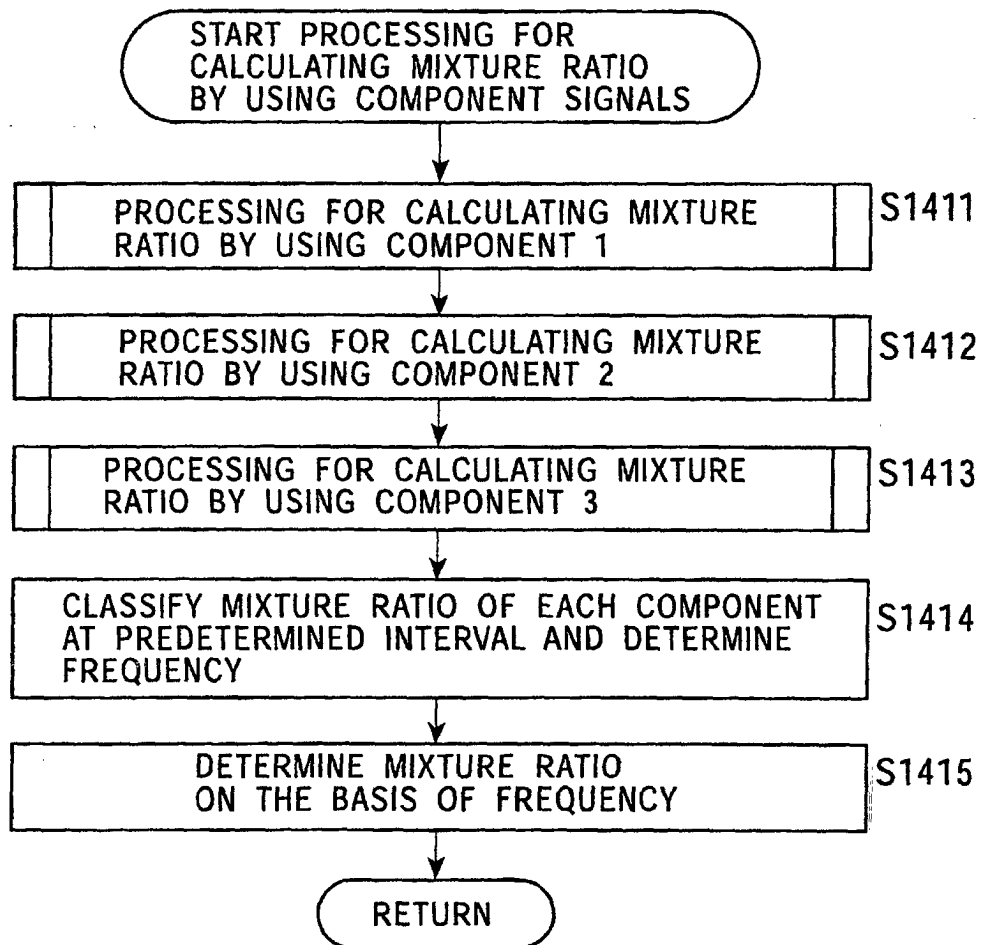 START PROCESSING FOR
CALCULATING MIXTURE RATIO
BY USING COMPONENT SIGNALS
PROCESSING FOR CALCULATING MIXTURE
RATIO BY USING COMPONENT 1
S1411
PROCESSING FOR CALCULATING MIXTURE
RATIO BY USING COMPONENT 2
S1412
PROCESSING FOR CALCULATING MIXTURE
RATIO BY USING COMPONENT 3
S1413
CLASSIFY MIXTURE RATIO OF EACH COMPONENT
AT PREDETERMINED INTERVAL AND DETERMINE
FREQUENCY
S1414
DETERMINE MIXTURE RATIO
ON THE BASIS OF FREQUENCY
S1415
RETURN